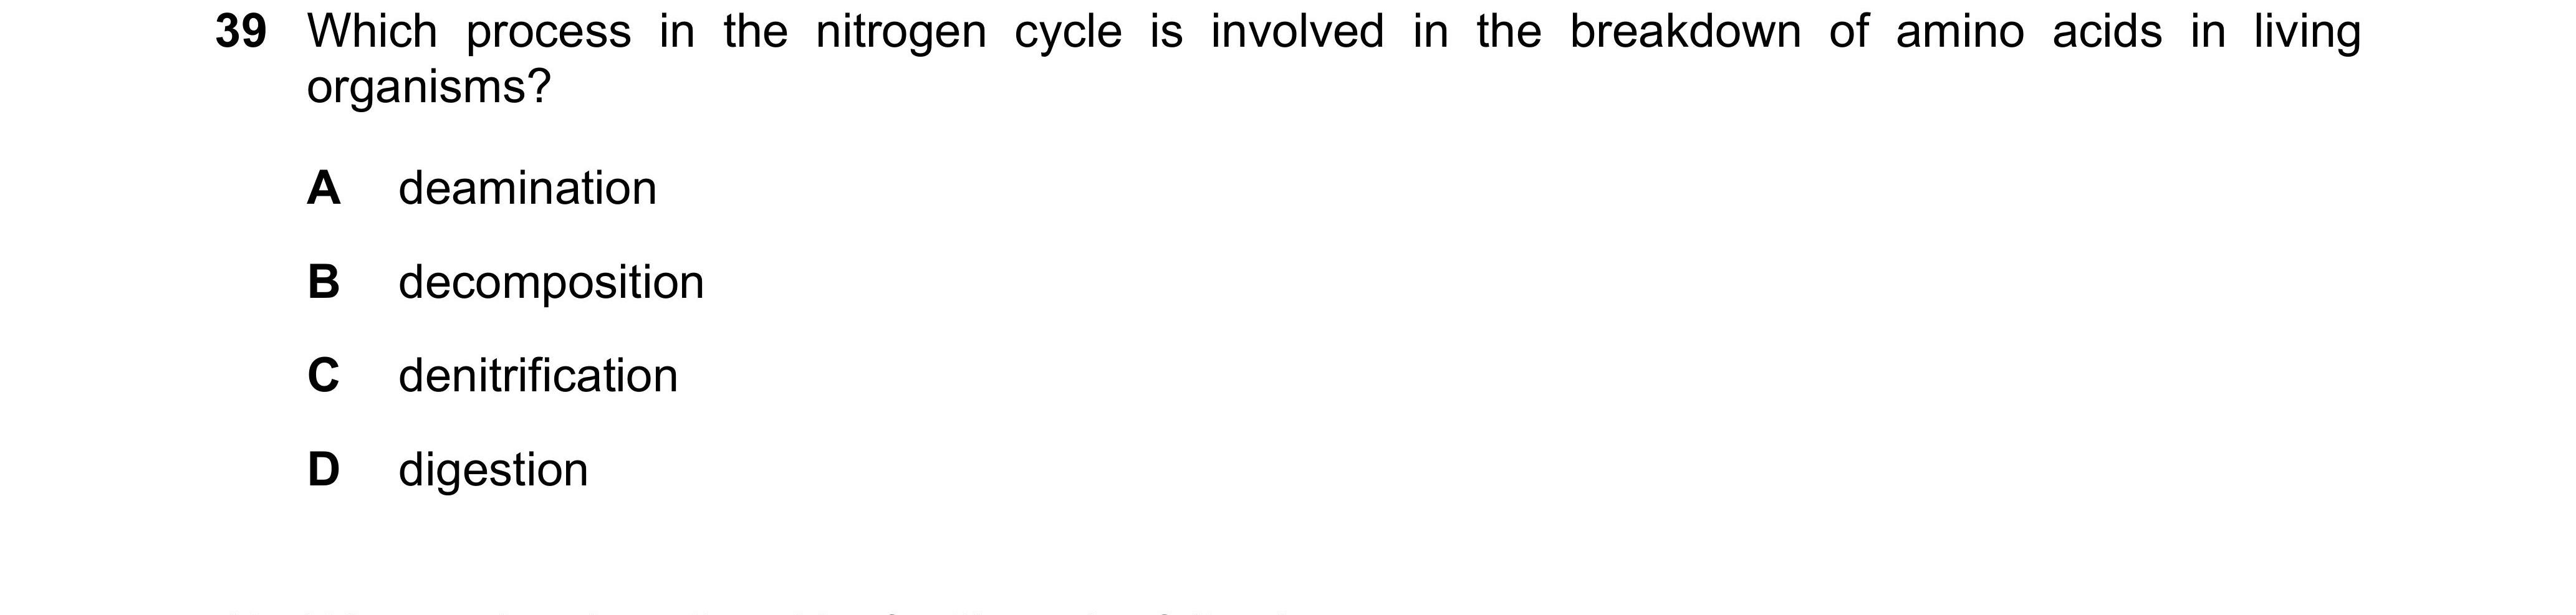 39 Which process in the nitrogen cycle is involved in the breakdown of amino acids in living
organisms?
A deamination
B decomposition
C denitrification
D digestion